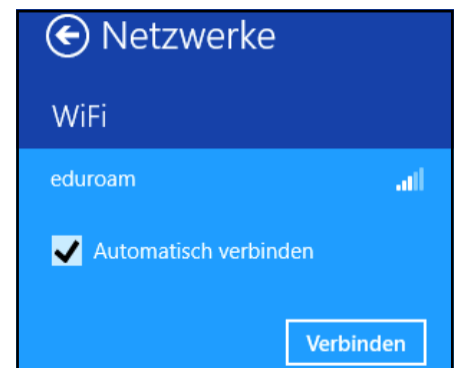 Netzwerke
WiFi
eduroam
Automatisch verbinden
Verbinden